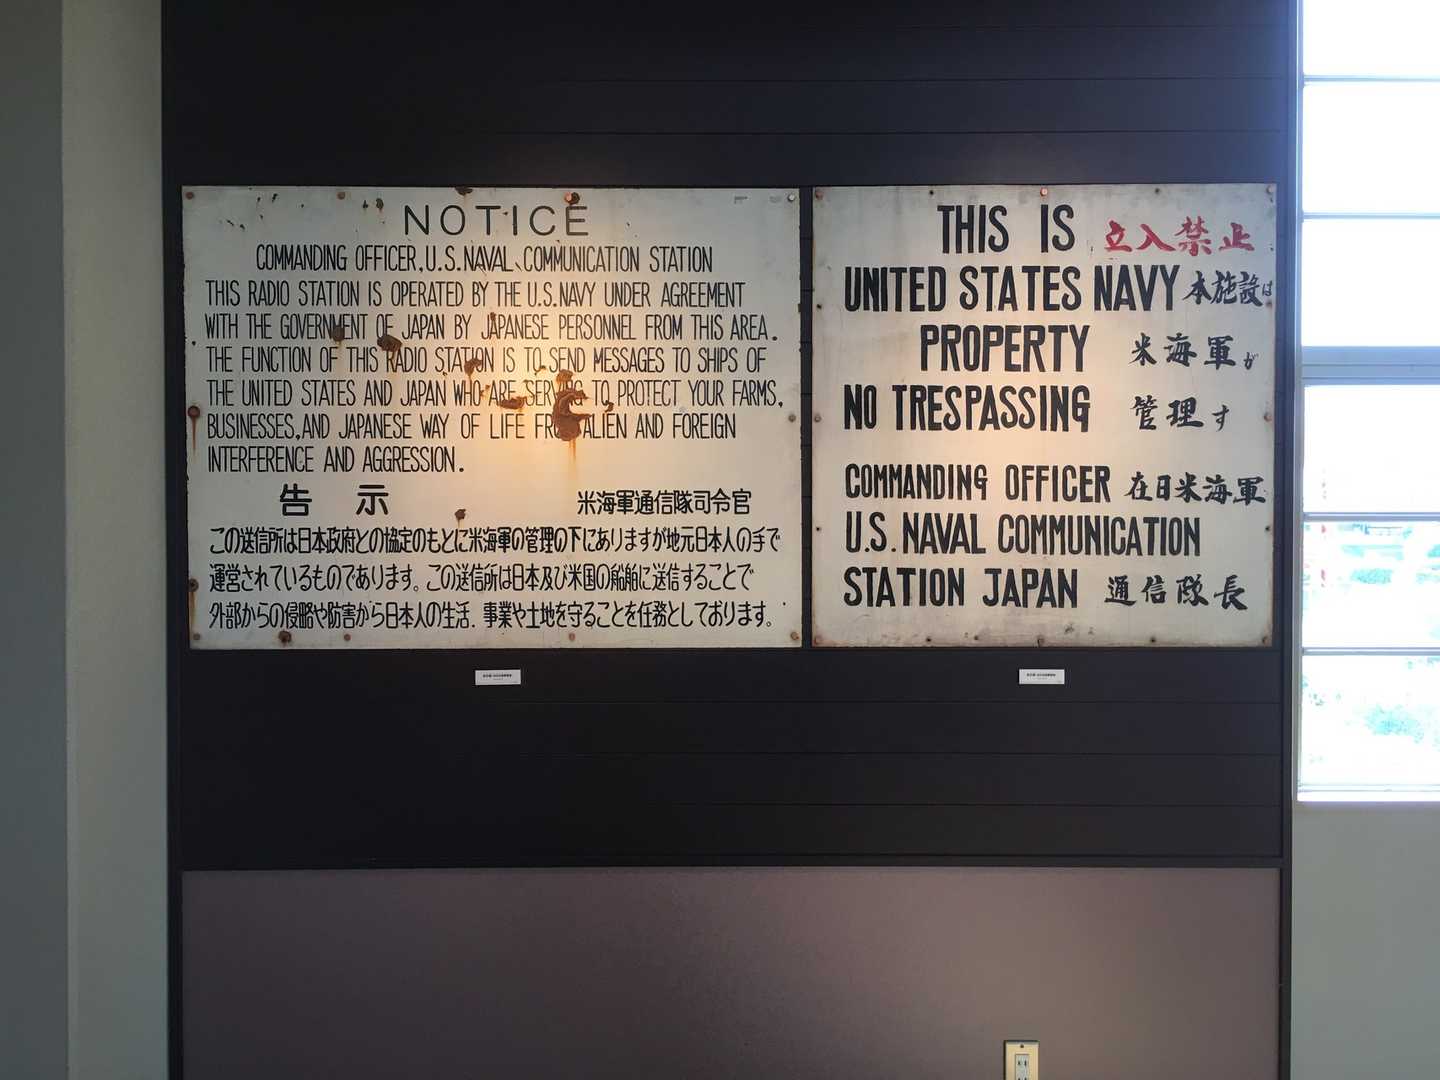 NOTICE
COMMANDING OFFICER, U.S. NAVAL COMMUNICATION STATION
THIS RADIO STATION IS OPERATED BY THE U.S. NAVY UNDER AGREEMENT
WITH THE GOVERNMENT OF JAPAN BY JAPANESE PERSONNEL FROM THIS AREA.
THE FUNCTION OF THIS RADIO STATION IS TO SEND MESSAGES TO SHIPS OF
THE UNITED STATES AND JAPAN WHO ARE SERVING TO PROTECT YOUR FARMS,
BUSINESSES, AND JAPANESE WAY OF LIFE FROM ALIEN AND FOREIGN
INTERFERENCE AND AGGRESSION.
告示 米海軍通信隊司令官
この送信所は日本政府との協定のもとに米海軍の管理の下にありますが地元日本人の手で
運営されているものであります。この送信所は日本及び米国の船舶に送信することで
外部からの侵略や防害から日本人の生活.事業や土地を守ることを任務としております。
THIS IS 立入禁止
UNITED STATES NAVY 本施設は
PROPERTY 米海軍が
NO TRESPASSING 管理す
COMMANDING OFFICER 在日米海軍
U.S. NAVAL COMMUNICATION
STATION JAPAN 通信隊長